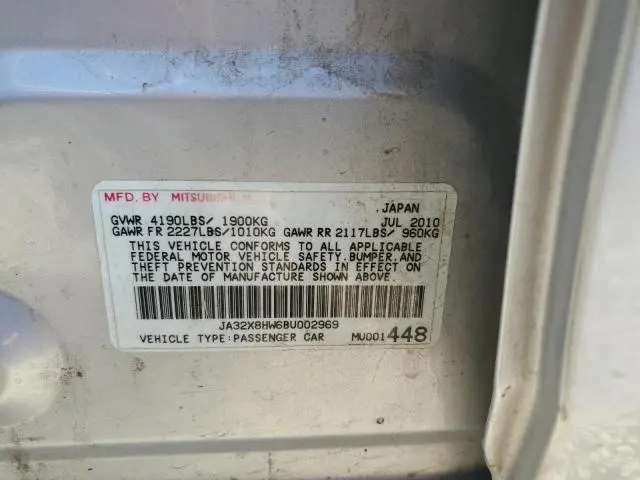 MFD. BY MITSUBISHI
, JAPAN
GVWR 4190LBS/ 1900KG JUL 2010
GAWR FR 2227LBS/1010KG GAWR RR 2117LBS/ 960KG
THIS VEHICLE CONFORMS TO ALL APPLICABLE
FEDERAL MOTOR VEHICLE SAFETY,BUMPER,AND
THEFT PREVENTION STANDARDS IN EFFECT ON
THE DATE OF MANUFACTURE SHOWN ABOVE.
JA32X8HW6BU002969
VEHICLE TYPE:PASSENGER CAR MU001448